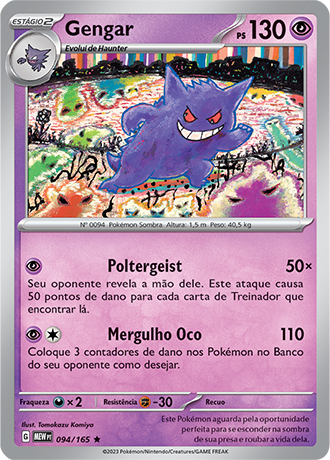 ESTÁGIO 2
Gengar
PS 130
Evolui de Haunter
Nº 0094 Pokémon Sombra Altura: 1,5 m Peso: 40,5 kg
Poltergeist 50×
Seu oponente revela a mão dele. Este ataque causa
50 pontos de dano para cada carta de Treinador que
encontrar lá.
Mergulho Oco 110
Coloque 3 contadores de dano nos Pokémon no Banco
do seu oponente como desejar.
Fraqueza ×2 Resistência -30 Recuo
Ilust. Tomokazu Komiya
G MEW PT 094/165
Este Pokémon aguarda pela oportunidade
perfeita para se esconder na sombra
de sua presa e roubar a vida dela.
©2023 Pokémon/Nintendo/Creatures/GAME FREAK